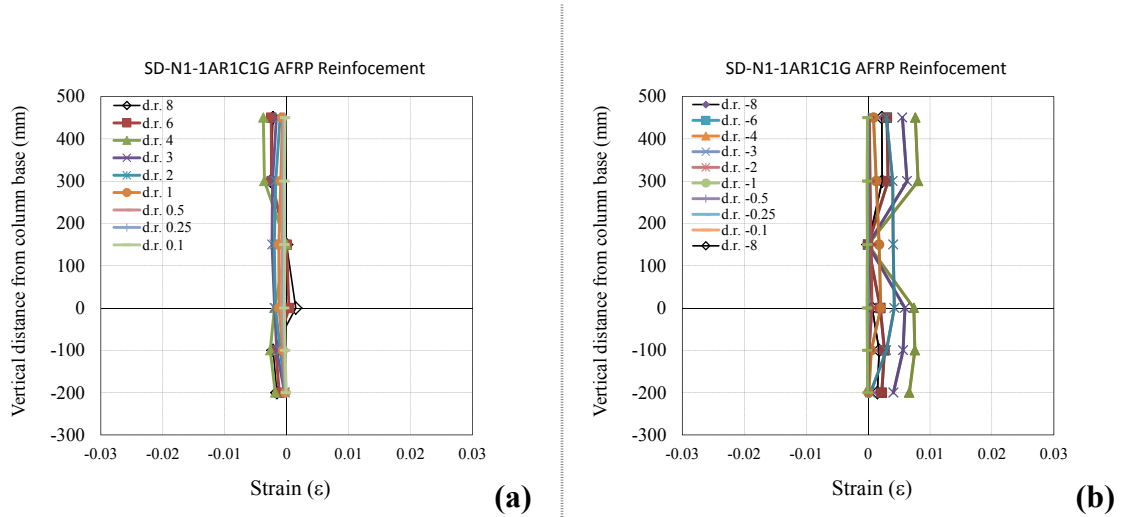 SD-N1-1AR1C1G AFRP Reinfocement
Vertical distance from column base (mm)
500
400
300
200
100
0
-100
-200
-300
d.r. 8
d.r. 6
d.r. 4
d.r. 3
d.r. 2
d.r. 1
d.r. 0.5
d.r. 0.25
d.r. 0.1
-0.03 -0.02 -0.01 0 0.01 0.02 0.03
Strain (ε)
(a)
SD-N1-1AR1C1G AFRP Reinfocement
Vertical distance from column base (mm)
500
400
300
200
100
0
-100
-200
-300
d.r. -8
d.r. -6
d.r. -4
d.r. -3
d.r. -2
d.r. -1
d.r. -0.5
d.r. -0.25
d.r. -0.1
d.r. -8
-0.03 -0.02 -0.01 0 0.01 0.02 0.03
Strain (ε)
(b)